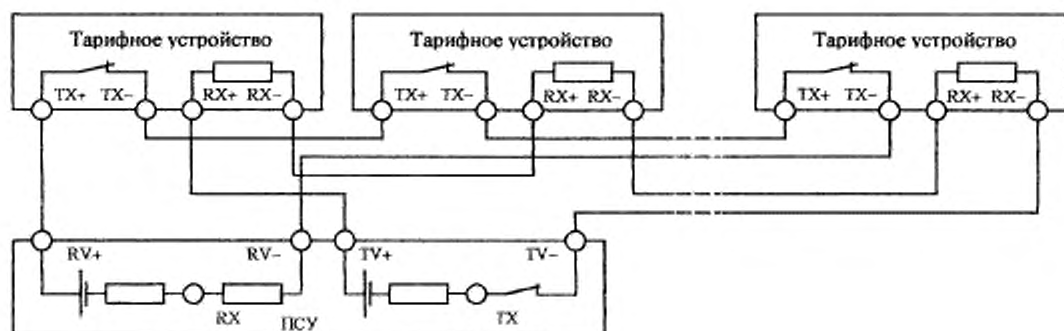 Тарифное устройство Тарифное устройство Тарифное устройство
TX+ TX− RX+ RX− TX+ TX− RX+ RX− TX+ TX− RX+ RX−
RV+ RV− TV+ TV−
RX ПСУ TX